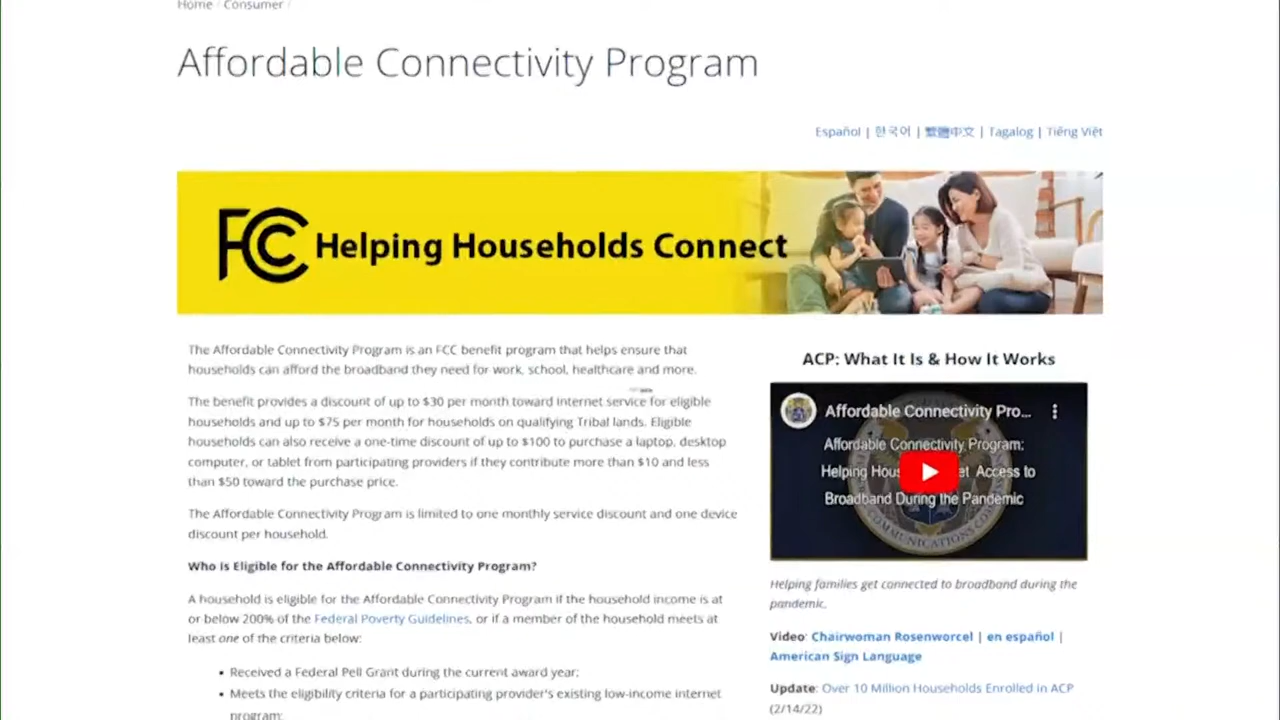 Home / Consumer /
Affordable Connectivity Program
Español | 한국어 | 繁體中文 | Tagalog | Tiếng Việt
FCC Helping Households Connect
The Affordable Connectivity Program is an FCC benefit program that helps ensure that
households can afford the broadband they need for work, school, healthcare and more.
The benefit provides a discount of up to $30 per month toward internet service for eligible
households and up to $75 per month for households on qualifying Tribal lands. Eligible
households can also receive a one-time discount of up to $100 to purchase a laptop, desktop
computer, or tablet from participating providers if they contribute more than $10 and less
than $50 toward the purchase price.
The Affordable Connectivity Program is limited to one monthly service discount and one device
discount per household.
Who Is Eligible for the Affordable Connectivity Program?
A household is eligible for the Affordable Connectivity Program if the household income is at
or below 200% of the Federal Poverty Guidelines, or if a member of the household meets at
least one of the criteria below:
• Received a Federal Pell Grant during the current award year;
• Meets the eligibility criteria for a participating provider's existing low-income internet
program;
ACP: What It Is & How It Works
Affordable Connectivity Pro...
Affordable Connectivity Program:
Helping Hou et Access to
Broadband During the Pandemic
COMMUNICATIONS CO
Helping families get connected to broadband during the
pandemic.
Video: Chairwoman Rosenworcel | en español |
American Sign Language
Update: Over 10 Million Households Enrolled in ACP
(2/14/22)